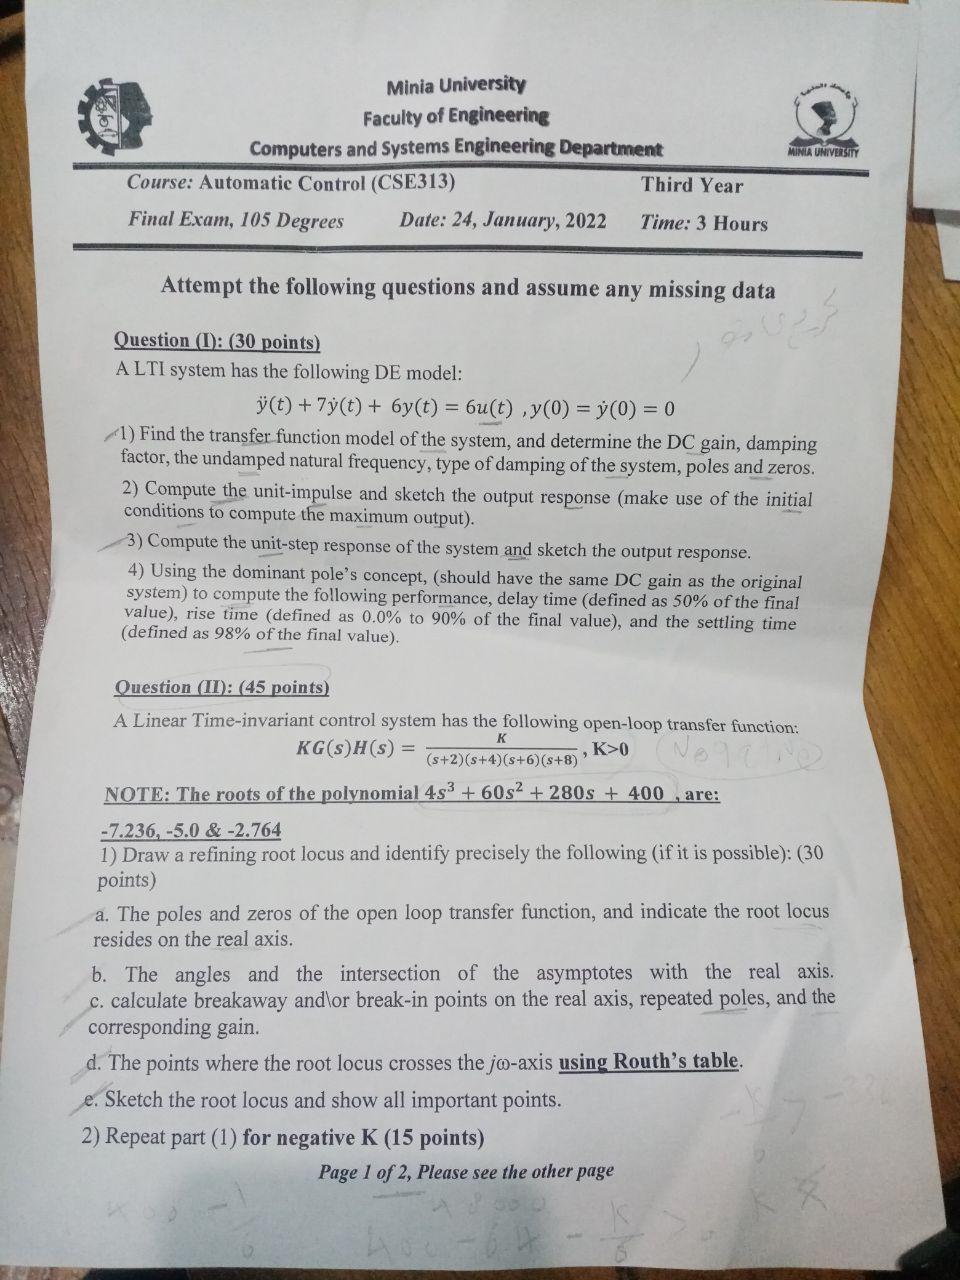 Minia University
Faculty of Engineering
Computers and Systems Engineering Department
MINIA UNIVERSITY
Course: Automatic Control (CSE313) Third Year
Final Exam, 105 Degrees Date: 24, January, 2022 Time: 3 Hours
Attempt the following questions and assume any missing data
Question (I): (30 points)
A LTI system has the following DE model:
ÿ(t) + 7ẏ(t) + 6y(t) = 6u(t) , y(0) = ẏ(0) = 0
1) Find the transfer function model of the system, and determine the DC gain, damping
factor, the undamped natural frequency, type of damping of the system, poles and zeros.
2) Compute the unit-impulse and sketch the output response (make use of the initial
conditions to compute the maximum output).
3) Compute the unit-step response of the system and sketch the output response.
4) Using the dominant pole's concept, (should have the same DC gain as the original
system) to compute the following performance, delay time (defined as 50% of the final
value), rise time (defined as 0.0% to 90% of the final value), and the settling time
(defined as 98% of the final value).
Question (II): (45 points)
A Linear Time-invariant control system has the following open-loop transfer function:
KG(s)H(s) = K / (s+2)(s+4)(s+6)(s+8) , K>0 Negative
NOTE: The roots of the polynomial 4s³ + 60s² + 280s + 400 , are:
-7.236, -5.0 & -2.764
1) Draw a refining root locus and identify precisely the following (if it is possible): (30
points)
a. The poles and zeros of the open loop transfer function, and indicate the root locus
resides on the real axis.
b. The angles and the intersection of the asymptotes with the real axis.
c. calculate breakaway and\or break-in points on the real axis, repeated poles, and the
corresponding gain.
d. The points where the root locus crosses the jω-axis using Routh's table.
e. Sketch the root locus and show all important points.
2) Repeat part (1) for negative K (15 points)
Page 1 of 2, Please see the other page